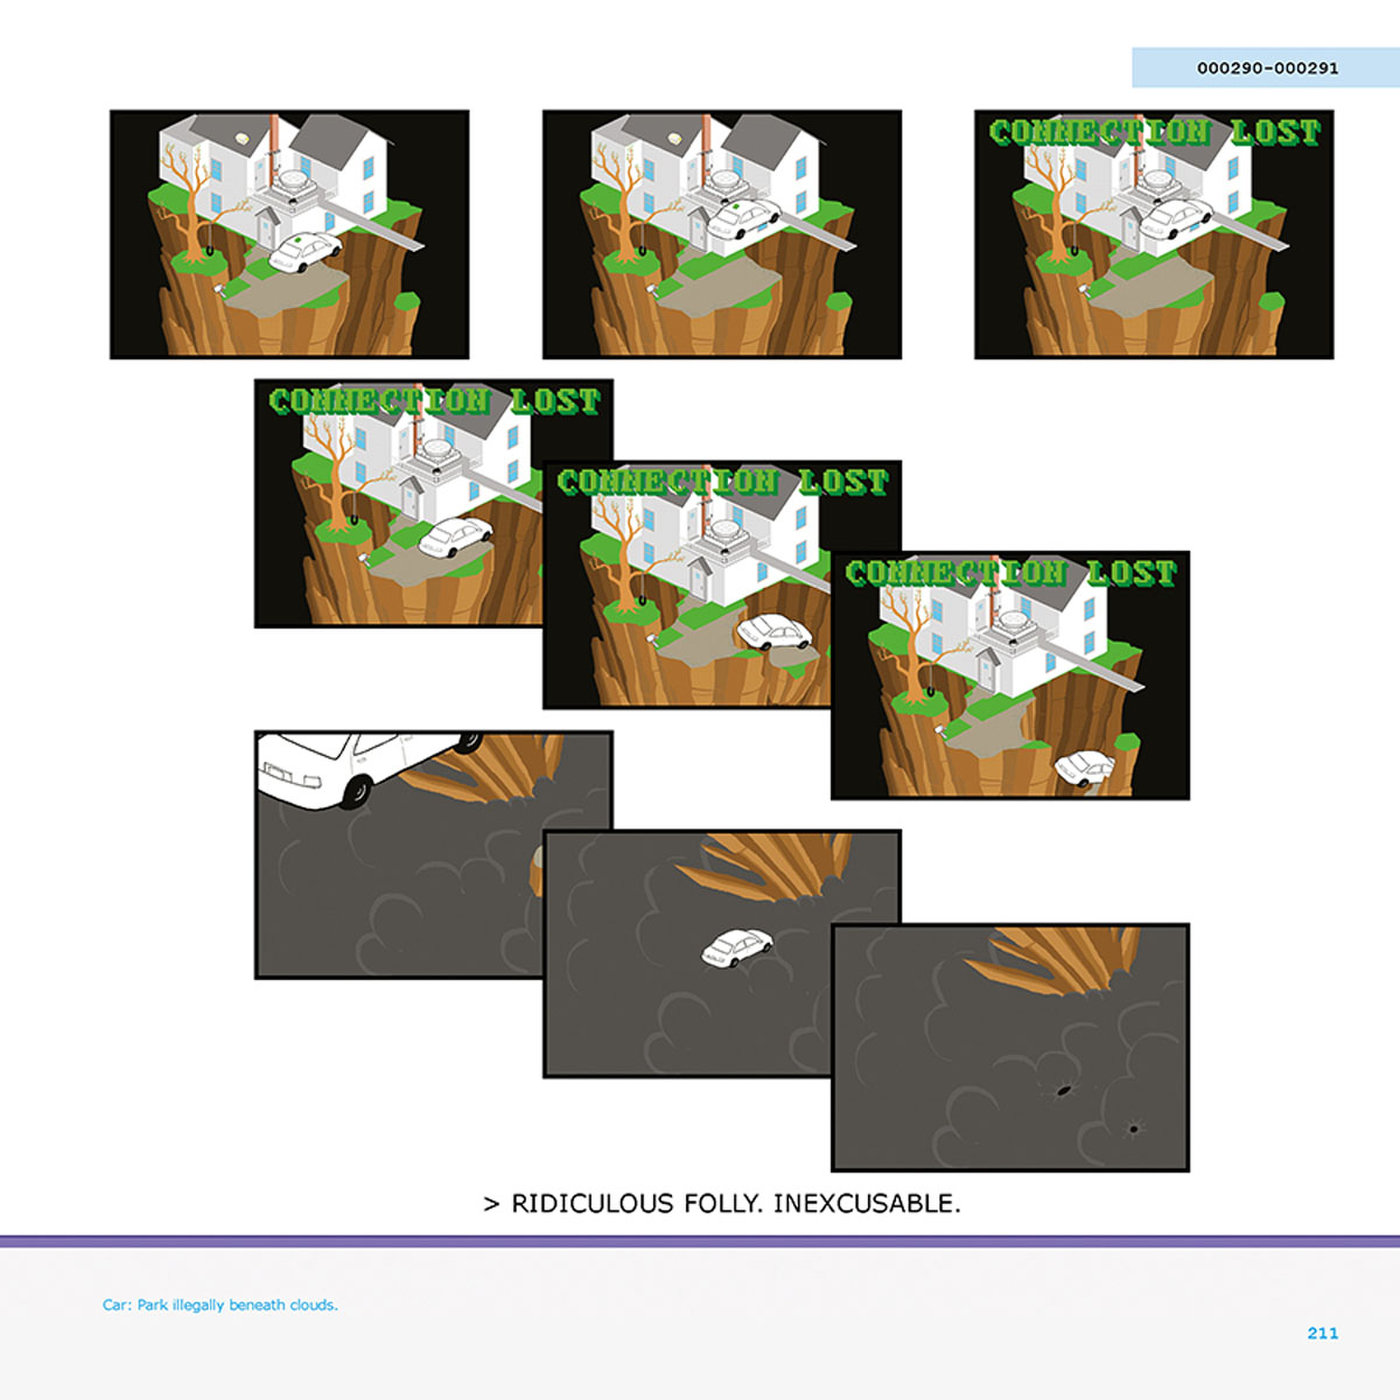 000290-000291
CONNECTION LOST
CONNECTION LOST
CONNECTION LOST
CONNECTION LOST
> RIDICULOUS FOLLY. INEXCUSABLE.
Car: Park illegally beneath clouds.
211